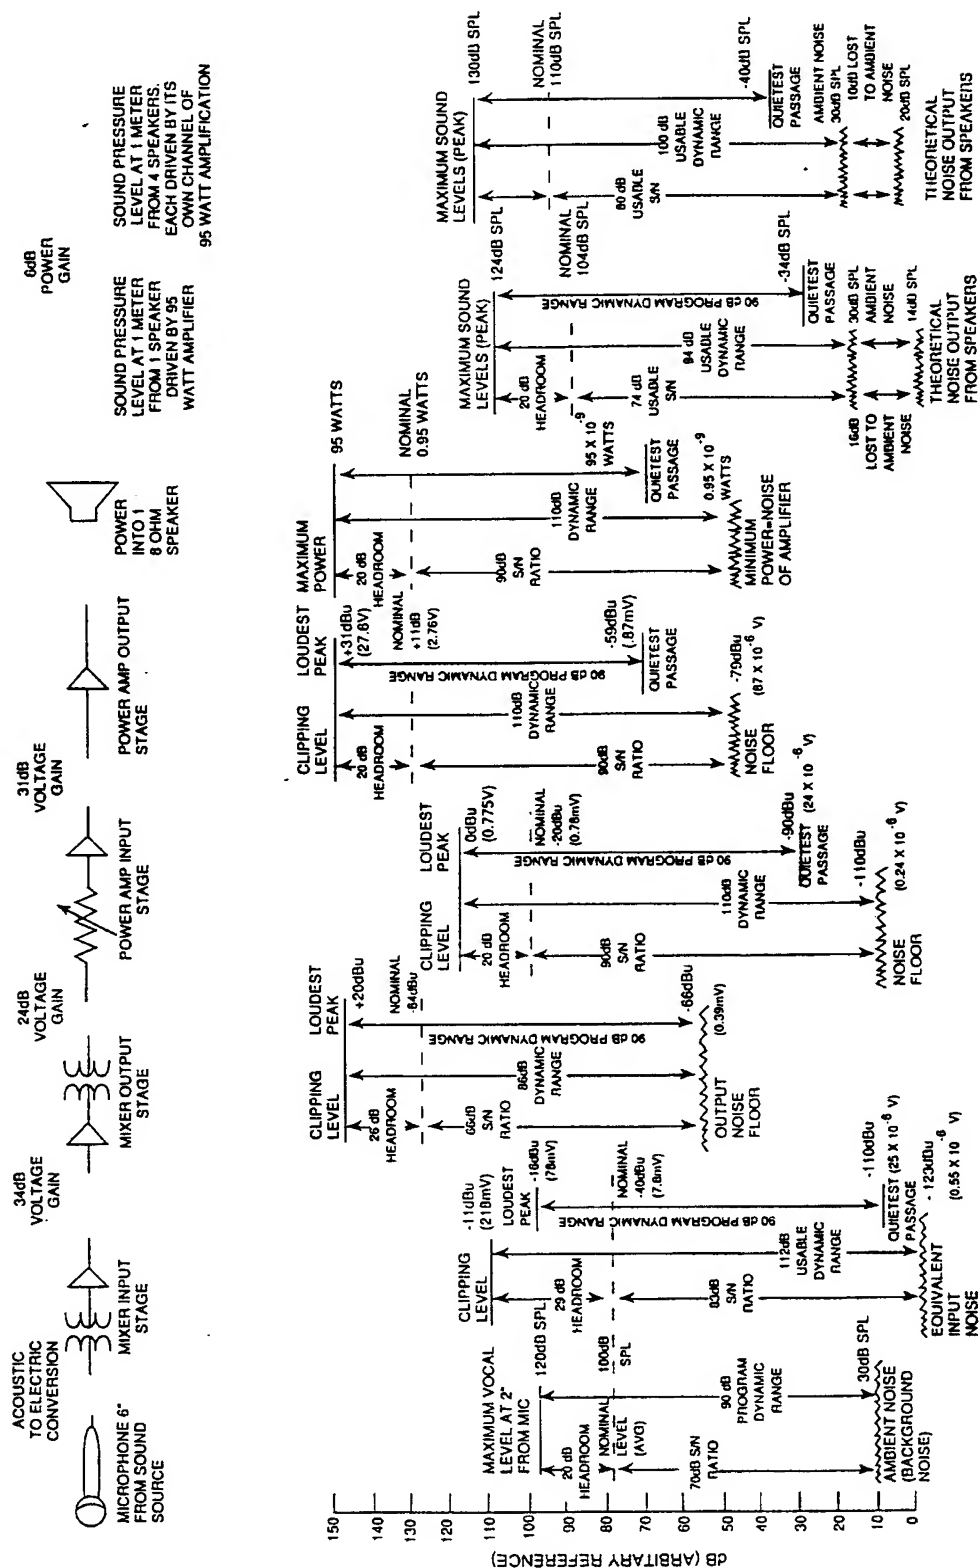 ACOUSTIC
TO ELECTRIC
CONVERSION
34dB
VOLTAGE
GAIN
24dB
VOLTAGE
GAIN
31dB
VOLTAGE
GAIN
6dB
POWER
GAIN
MICROPHONE 6"
FROM SOUND
SOURCE
MIXER INPUT
STAGE
MIXER OUTPUT
STAGE
POWER AMP INPUT
STAGE
POWER AMP OUTPUT
STAGE
POWER
INTO 1
8 OHM
SPEAKER
SOUND PRESSURE
LEVEL AT 1 METER
FROM 1 SPEAKER
DRIVEN BY 95
WATT AMPLIFIER
SOUND PRESSURE
LEVEL AT 1 METER
FROM 4 SPEAKERS,
EACH DRIVEN BY ITS
OWN CHANNEL OF
95 WATT AMPLIFICATION
dB (ARBITARY REFERENCE)
150
140
130
120
110
100
90
80
70
60
50
40
30
20
10
0
MAXIMUM VOCAL
LEVEL AT 2"
FROM MIC
120dB SPL
20 dB
HEADROOM
NOMINAL
LEVEL
(AVG)
100dB
SPL
70dB S/N
RATIO
90 dB
PROGRAM
DYNAMIC
RANGE
30dB SPL
AMBIENT NOISE
(BACKGROUND
NOISE)
CLIPPING
LEVEL
-11dBu
(218mV)
LOUDEST
PEAK
-16dBu
(78mV)
29 dB
HEADROOM
NOMINAL
-40dBu
(7.8mV)
83dB
S/N
RATIO
112dB
USABLE
DYNAMIC
RANGE
90 dB PROGRAM DYNAMIC RANGE
-110dBu
QUIETEST (25 X 10-6 V)
PASSAGE
-123dBu
(0.55 X 10-6
EQUIVALENT
INPUT
NOISE
CLIPPING
LEVEL
LOUDEST
PEAK
+20dBu
26 dB
HEADROOM
NOMINAL
-64dBu
66dB
S/N
RATIO
86dB
DYNAMIC
RANGE
90 dB PROGRAM DYNAMIC RANGE
-66dBu
(0.39mV)
OUTPUT
NOISE
FLOOR
CLIPPING
LEVEL
LOUDEST
PEAK
0dBu
(0.775V)
20 dB
HEADROOM
NOMINAL
-20dBu
(0.78mV)
90dB
S/N
RATIO
110dB
DYNAMIC
RANGE
90 dB PROGRAM DYNAMIC RANGE
-90dBu
QUIETEST (24 X 10-6 V)
PASSAGE
-110dBu
(0.24 X 10-6 V)
NOISE
FLOOR
CLIPPING
LEVEL
LOUDEST
PEAK
+31dBu
(27.6V)
20 dB
HEADROOM
NOMINAL
+11dB
(2.76V)
90dB
S/N
RATIO
110dB
DYNAMIC
RANGE
90 dB PROGRAM DYNAMIC RANGE
-59dBu
(.87mV)
QUIETEST
PASSAGE
-79dBu
(87 X 10-6 V)
NOISE
FLOOR
MAXIMUM
POWER
95 WATTS
20 dB
HEADROOM
NOMINAL
0.95 WATTS
90dB
S/N
RATIO
110dB
DYNAMIC
RANGE
95 X 10-9
WATTS
QUIETEST
PASSAGE
0.95 X 10-9
WATTS
MINIMUM
POWER=NOISE
OF AMPLIFIER
MAXIMUM SOUND
LEVELS (PEAK)
124dB SPL
20 dB
HEADROOM
NOMINAL
104dB SPL
74 dB
USABLE
S/N
94 dB
USABLE
DYNAMIC
RANGE
90 dB PROGRAM DYNAMIC RANGE
-34dB SPL
QUIETEST
PASSAGE
30dB SPL
16dB
LOST TO
AMBIENT
NOISE
AMBIENT
NOISE
14dB SPL
THEORETICAL
NOISE OUTPUT
FROM SPEAKERS
MAXIMUM SOUND
LEVELS (PEAK)
130dB SPL
NOMINAL
110dB SPL
80 dB
USABLE
S/N
100 dB
USABLE
DYNAMIC
RANGE
-40dB SPL
QUIETEST
PASSAGE
AMBIENT NOISE
30dB SPL
10dB LOST
TO AMBIENT
NOISE
20dB SPL
THEORETICAL
NOISE OUTPUT
FROM SPEAKERS